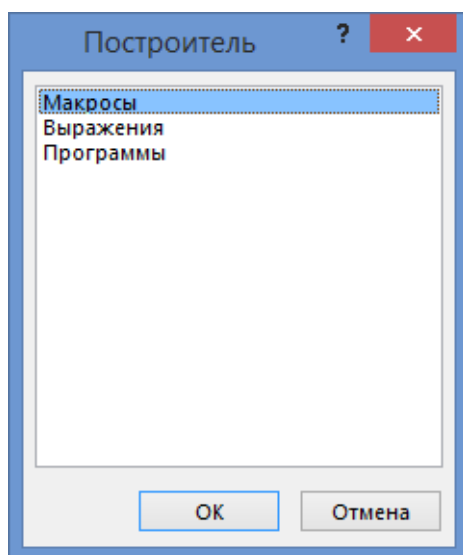 Построитель ? ×
Макросы
Выражения
Программы
ОК Отмена